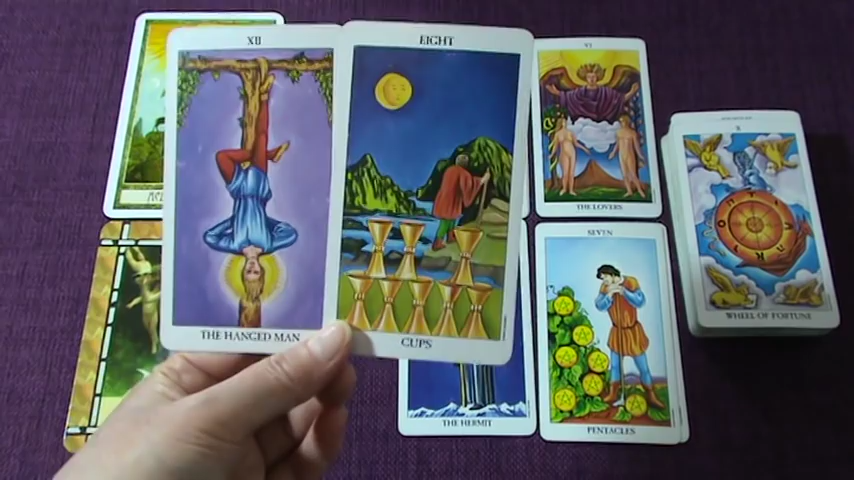 XII
THE HANGED MAN
EIGHT
CUPS
VI
THE LOVERS
THE HERMIT
SEVEN
PENTACLES
X
WHEEL OF FORTUNE